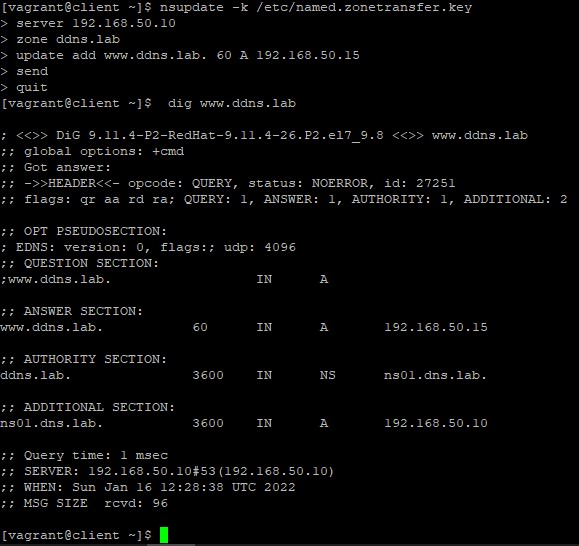 [vagrant@client ~]$ nsupdate -k /etc/named.zonetransfer.key
> server 192.168.50.10
> zone ddns.lab
> update add www.ddns.lab. 60 A 192.168.50.15
> send
> quit
[vagrant@client ~]$  dig www.ddns.lab

; <<>> DiG 9.11.4-P2-RedHat-9.11.4-26.P2.el7_9.8 <<>> www.ddns.lab
;; global options: +cmd
;; Got answer:
;; ->>HEADER<<- opcode: QUERY, status: NOERROR, id: 27251
;; flags: qr aa rd ra; QUERY: 1, ANSWER: 1, AUTHORITY: 1, ADDITIONAL: 2

;; OPT PSEUDOSECTION:
; EDNS: version: 0, flags:; udp: 4096
;; QUESTION SECTION:
;www.ddns.lab.                  IN      A

;; ANSWER SECTION:
www.ddns.lab.           60      IN      A       192.168.50.15

;; AUTHORITY SECTION:
ddns.lab.               3600    IN      NS      ns01.dns.lab.

;; ADDITIONAL SECTION:
ns01.dns.lab.           3600    IN      A       192.168.50.10

;; Query time: 1 msec
;; SERVER: 192.168.50.10#53(192.168.50.10)
;; WHEN: Sun Jan 16 12:28:38 UTC 2022
;; MSG SIZE  rcvd: 96

[vagrant@client ~]$